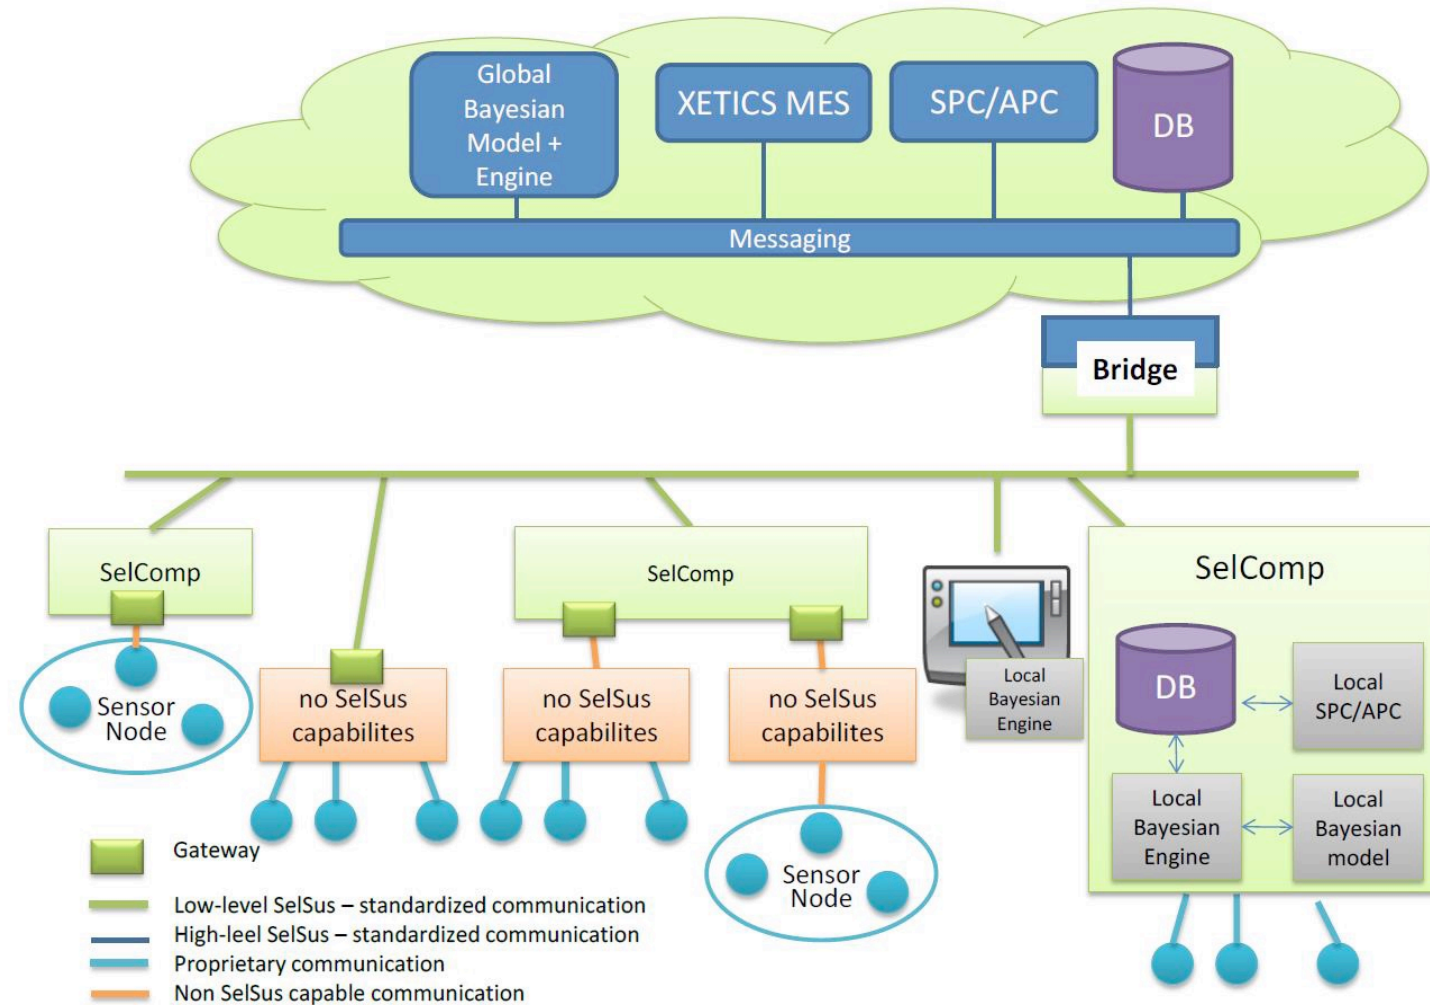 Global
Bayesian
Model +
Engine
XETICS MES
SPC/APC
DB
Messaging
Bridge
SelComp
SelComp
SelComp
Sensor
Node
no SelSus
capabilites
no SelSus
capabilites
no SelSus
capabilites
Local
Bayesian
Engine
DB
Local
SPC/APC
Local
Bayesian
Engine
Local
Bayesian
model
Sensor
Node
Gateway
Low-level SelSus – standardized communication
High-leel SelSus – standardized communication
Proprietary communication
Non SelSus capable communication